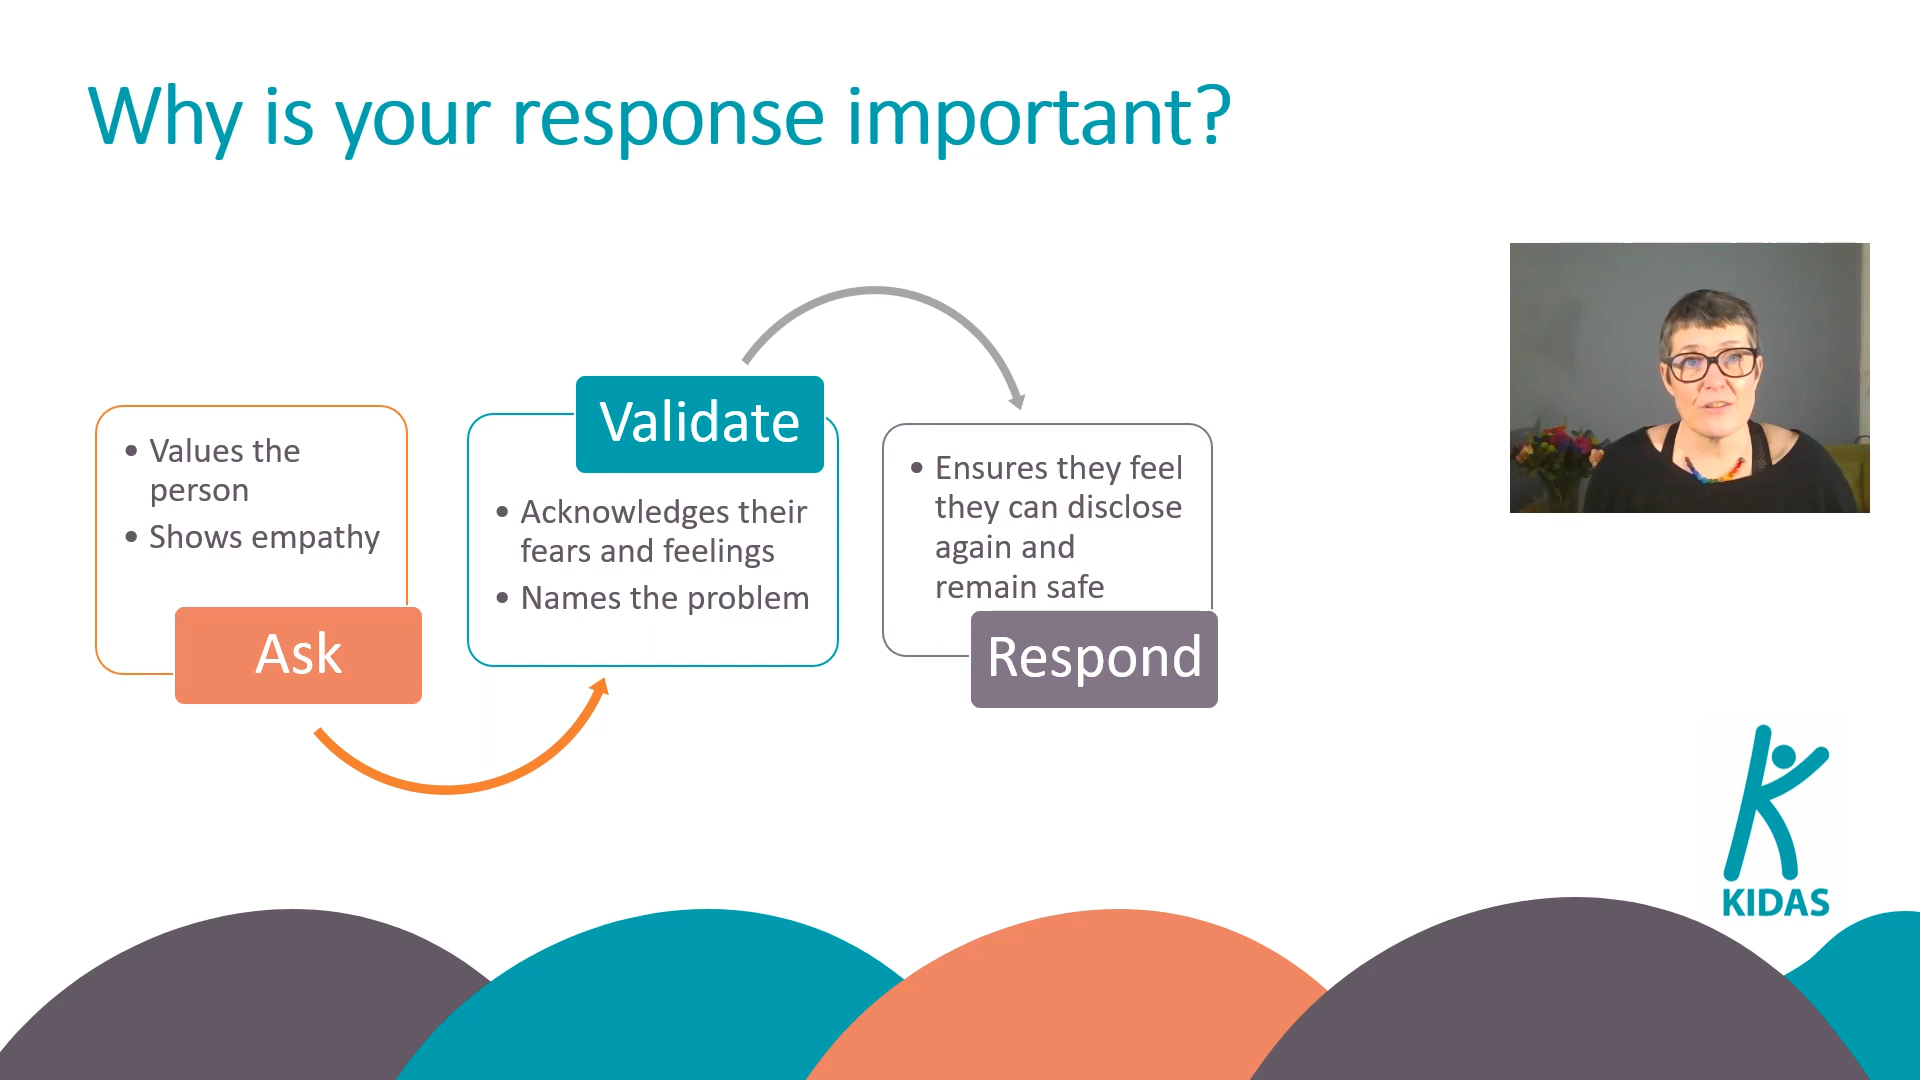 Why is your response important?
• Values the
person
• Shows empathy
Ask
Validate
• Acknowledges their
fears and feelings
• Names the problem
• Ensures they feel
they can disclose
again and
remain safe
Respond
KIDAS